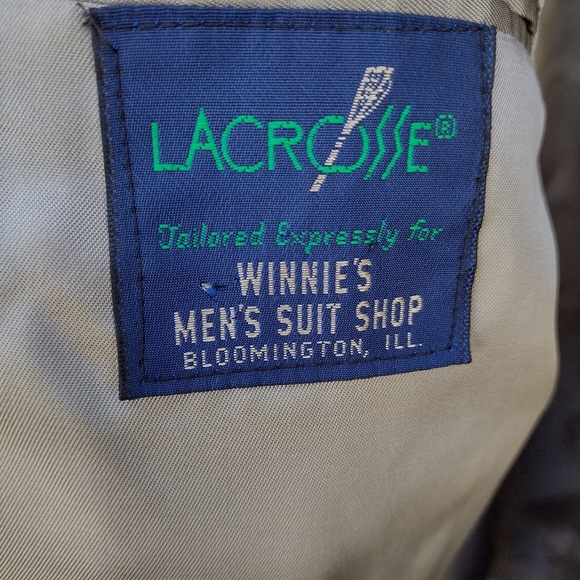 LACROSSE®
Tailored Expressly for
WINNIE'S
MEN'S SUIT SHOP
BLOOMINGTON, ILL.